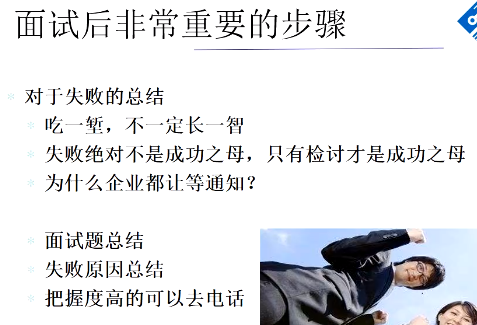 面试后非常重要的步骤
对于失败的总结
吃一堑，不一定长一智
失败绝对不是成功之母，只有检讨才是成功之母
为什么企业都让等通知？
面试题总结
失败原因总结
把握度高的可以去电话